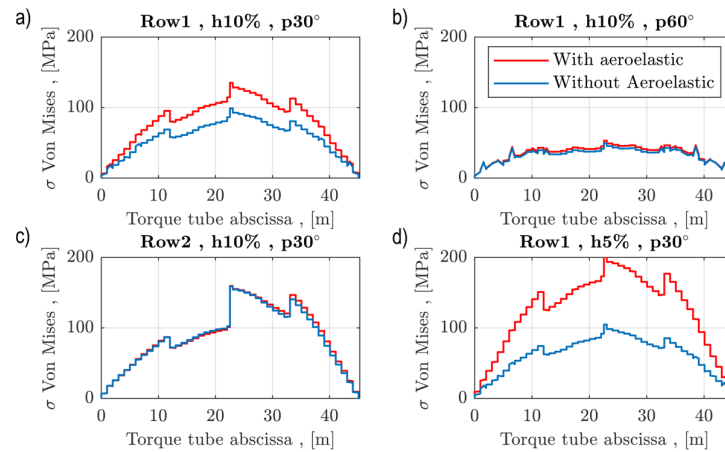 a)
Row1 , h10% , p30°
200
100
0
σ Von Mises , [MPa]
0 10 20 30 40
Torque tube abscissa , [m]
b)
Row1 , h10% , p60°
With aeroelastic
Without Aeroelastic
200
100
0
σ Von Mises , [MPa]
0 10 20 30 40
Torque tube abscissa , [m]
c)
Row2 , h10% , p30°
200
100
0
σ Von Mises , [MPa]
0 10 20 30 40
Torque tube abscissa , [m]
d)
Row1 , h5% , p30°
200
100
0
σ Von Mises , [MPa]
0 10 20 30 40
Torque tube abscissa , [m]